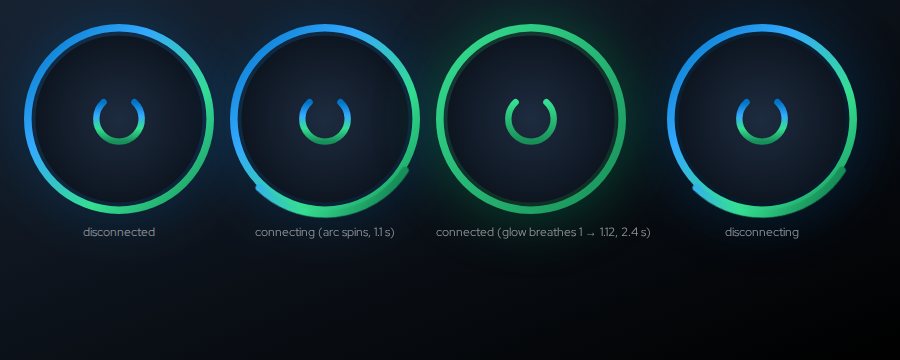 disconnected
connecting (arc spins, 1.1 s)
connected (glow breathes 1 → 1.12, 2.4 s)
disconnecting